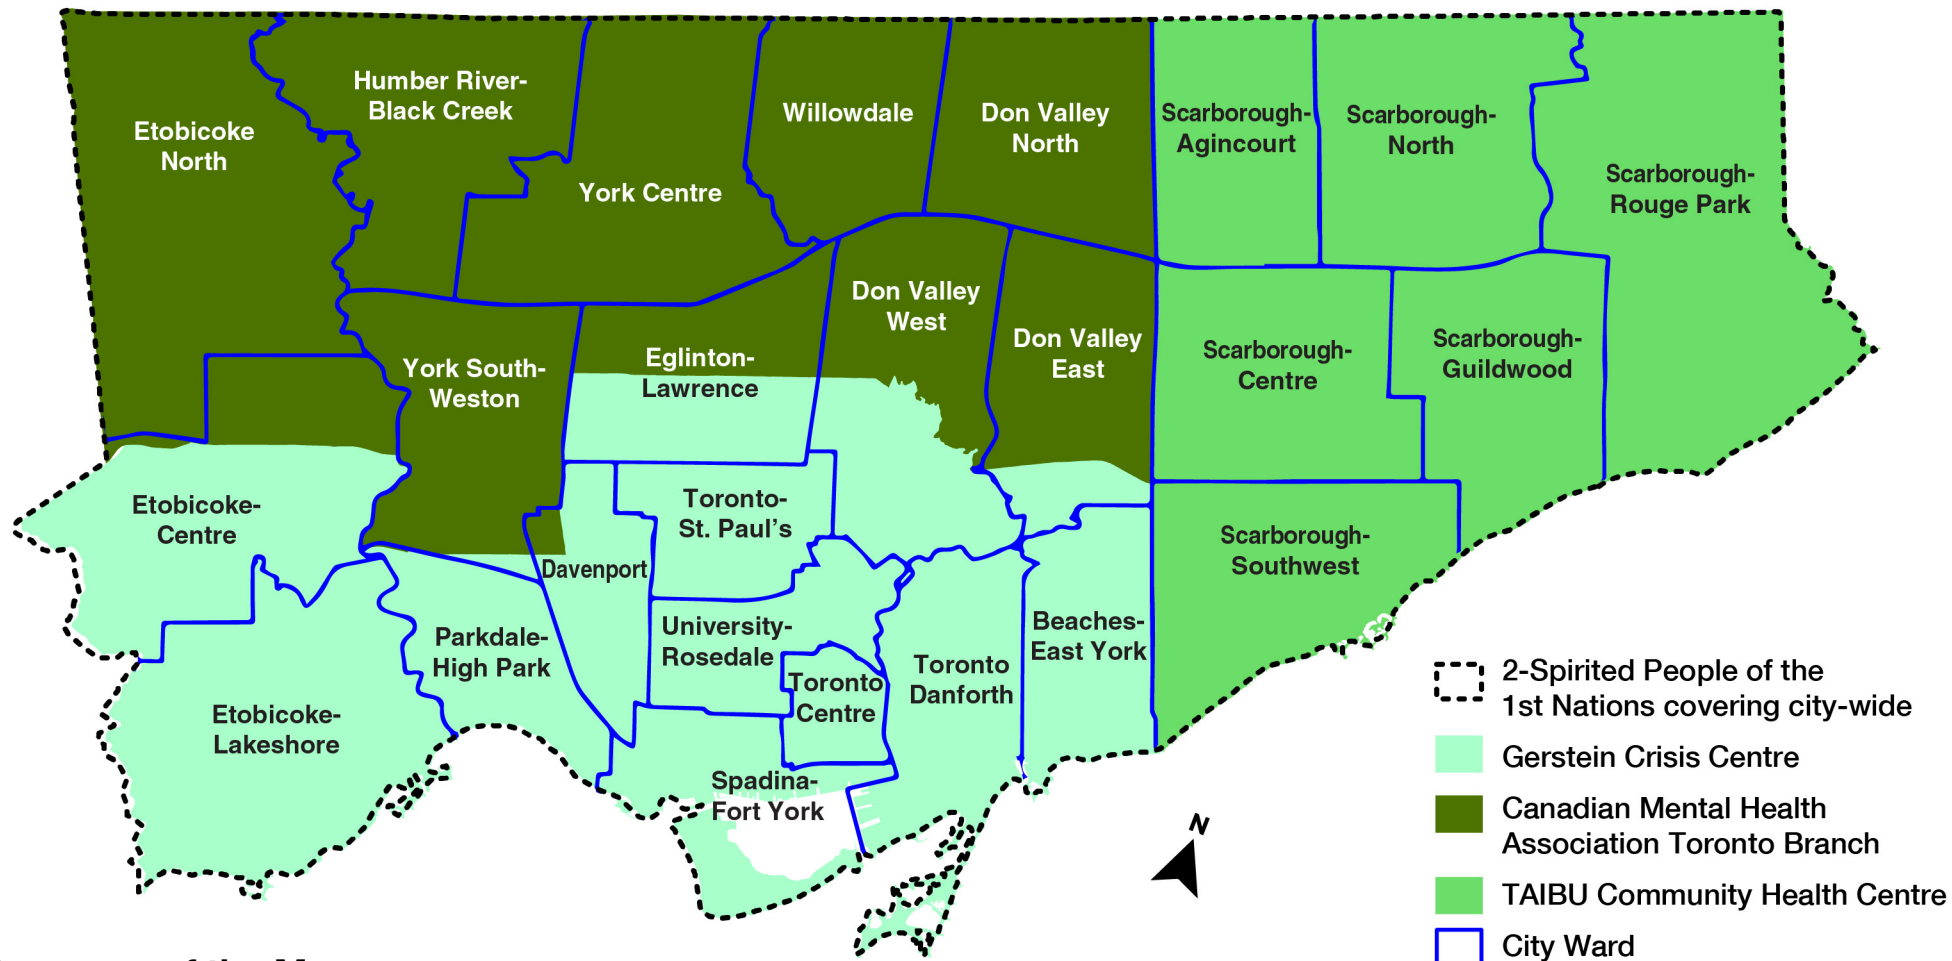 Humber River-
Black Creek
Etobicoke
North
York Centre
Willowdale
Don Valley
North
Scarborough-
Agincourt
Scarborough-
North
Scarborough-
Rouge Park
York South-
Weston
Eglinton-
Lawrence
Don Valley
West
Don Valley
East
Scarborough-
Centre
Scarborough-
Guildwood
Etobicoke-
Centre
Toronto-
St. Paul's
Scarborough-
Southwest
Davenport
Parkdale-
High Park
University-
Rosedale
Toronto
Centre
Toronto
Danforth
Beaches-
East York
Etobicoke-
Lakeshore
Spadina-
Fort York
N
2-Spirited People of the
1st Nations covering city-wide
Gerstein Crisis Centre
Canadian Mental Health
Association Toronto Branch
TAIBU Community Health Centre
City Ward